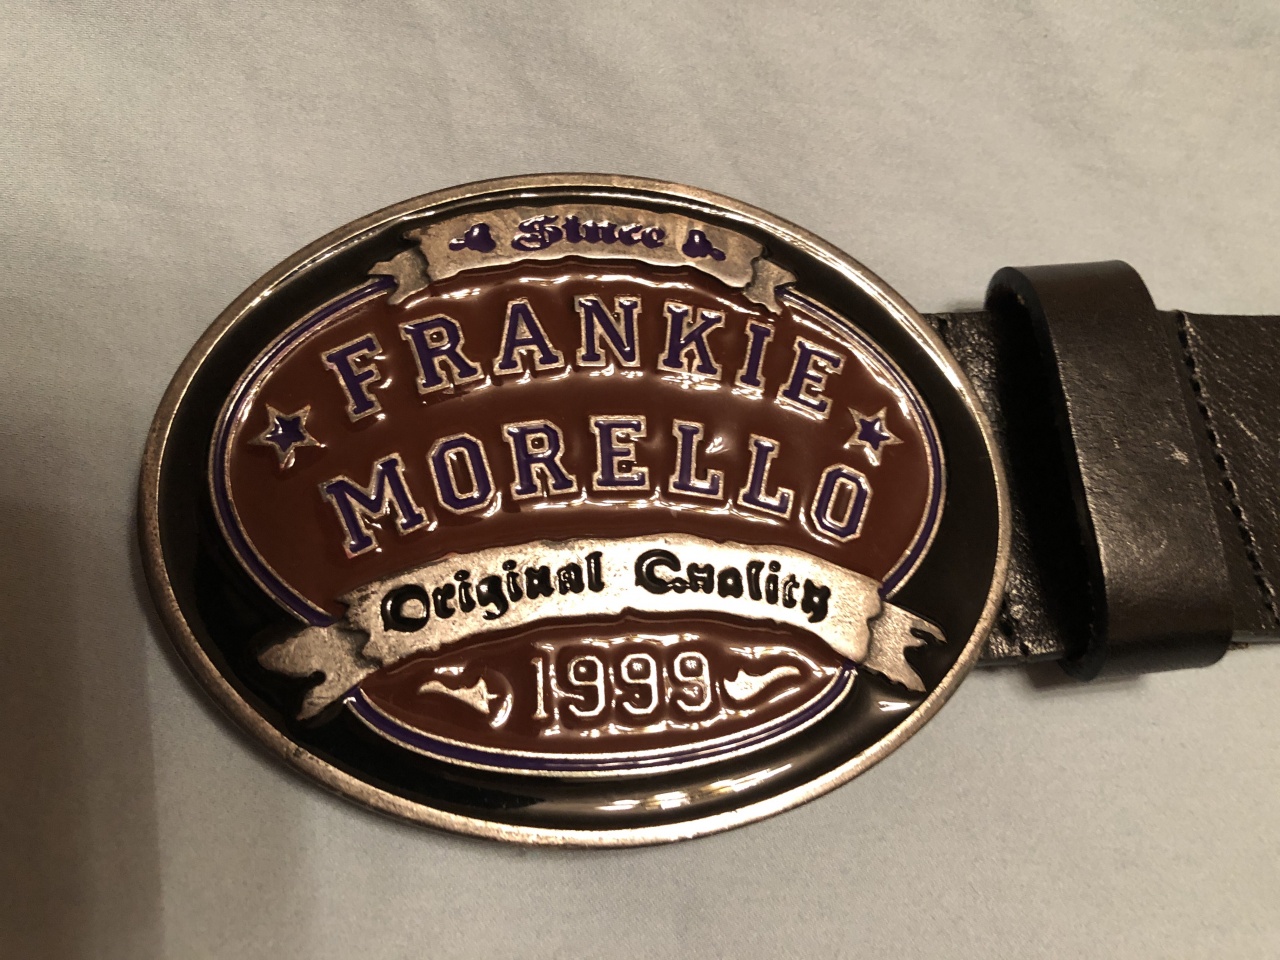 Since
FRANKIE
MORELLO
Original Quality
1999